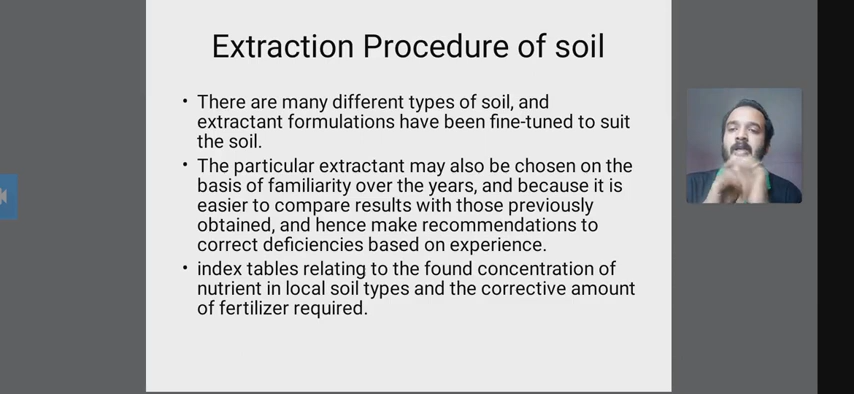 Extraction Procedure of soil
• There are many different types of soil, and
extractant formulations have been fine-tuned to suit
the soil.
• The particular extractant may also be chosen on the
basis of familiarity over the years, and because it is
easier to compare results with those previously
obtained, and hence make recommendations to
correct deficiencies based on experience.
• index tables relating to the found concentration of
nutrient in local soil types and the corrective amount
of fertilizer required.